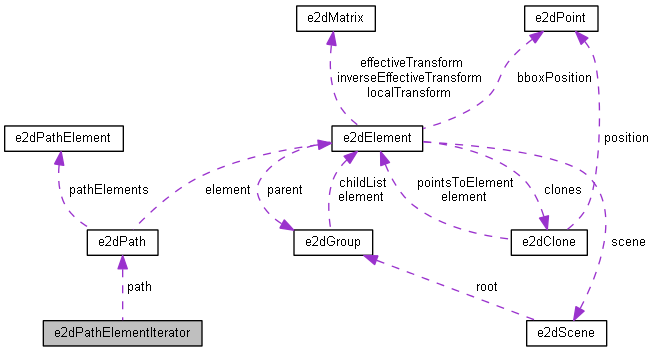 e2dMatrix
e2dPoint
effectiveTransform
inverseEffectiveTransform
localTransform
bboxPosition
e2dPathElement
e2dElement
position
pathElements
element
parent
childList
element
pointsToElement
element
clones
e2dPath
e2dGroup
e2dClone
scene
path
root
e2dPathElementIterator
e2dScene